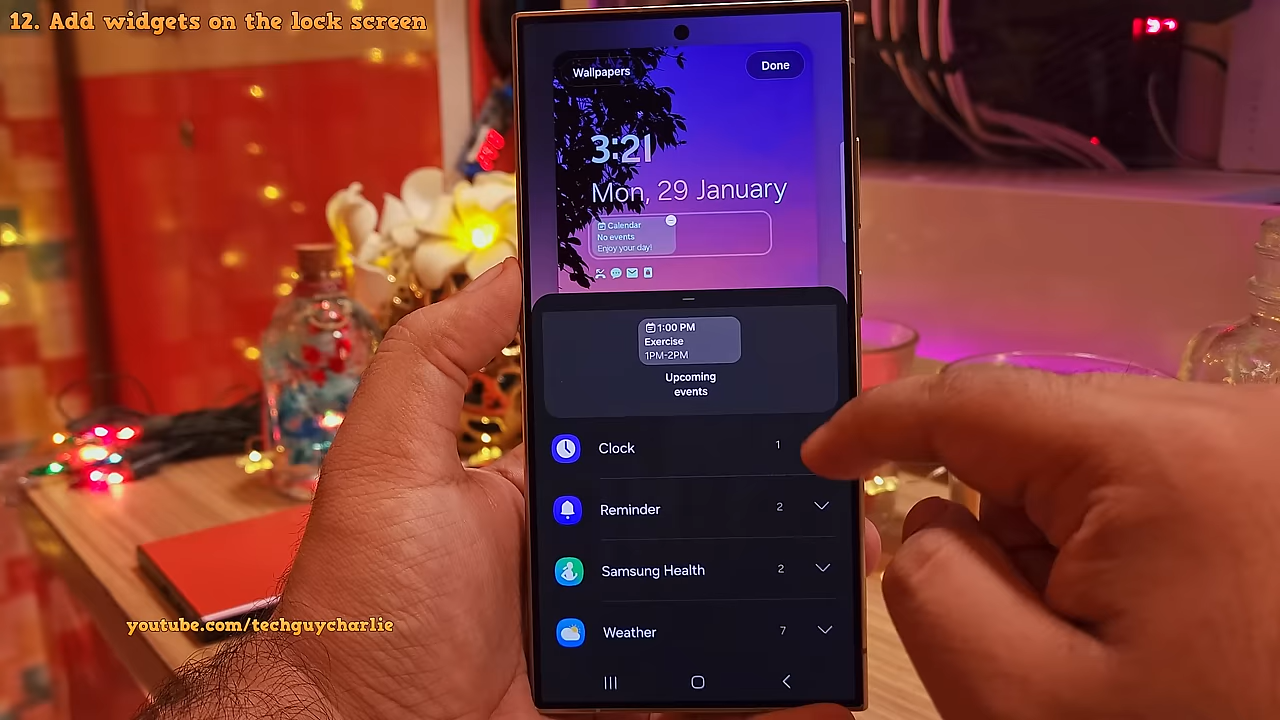 12. Add widgets on the lock screen
Wallpapers
Done
3:21
Mon, 29 January
Calendar
No events
Enjoy your day!
1:00 PM
Exercise
1PM-2PM
Upcoming
events
Clock 1
Reminder 2
Samsung Health 2
Weather 7
youtube.com/techguycharlie